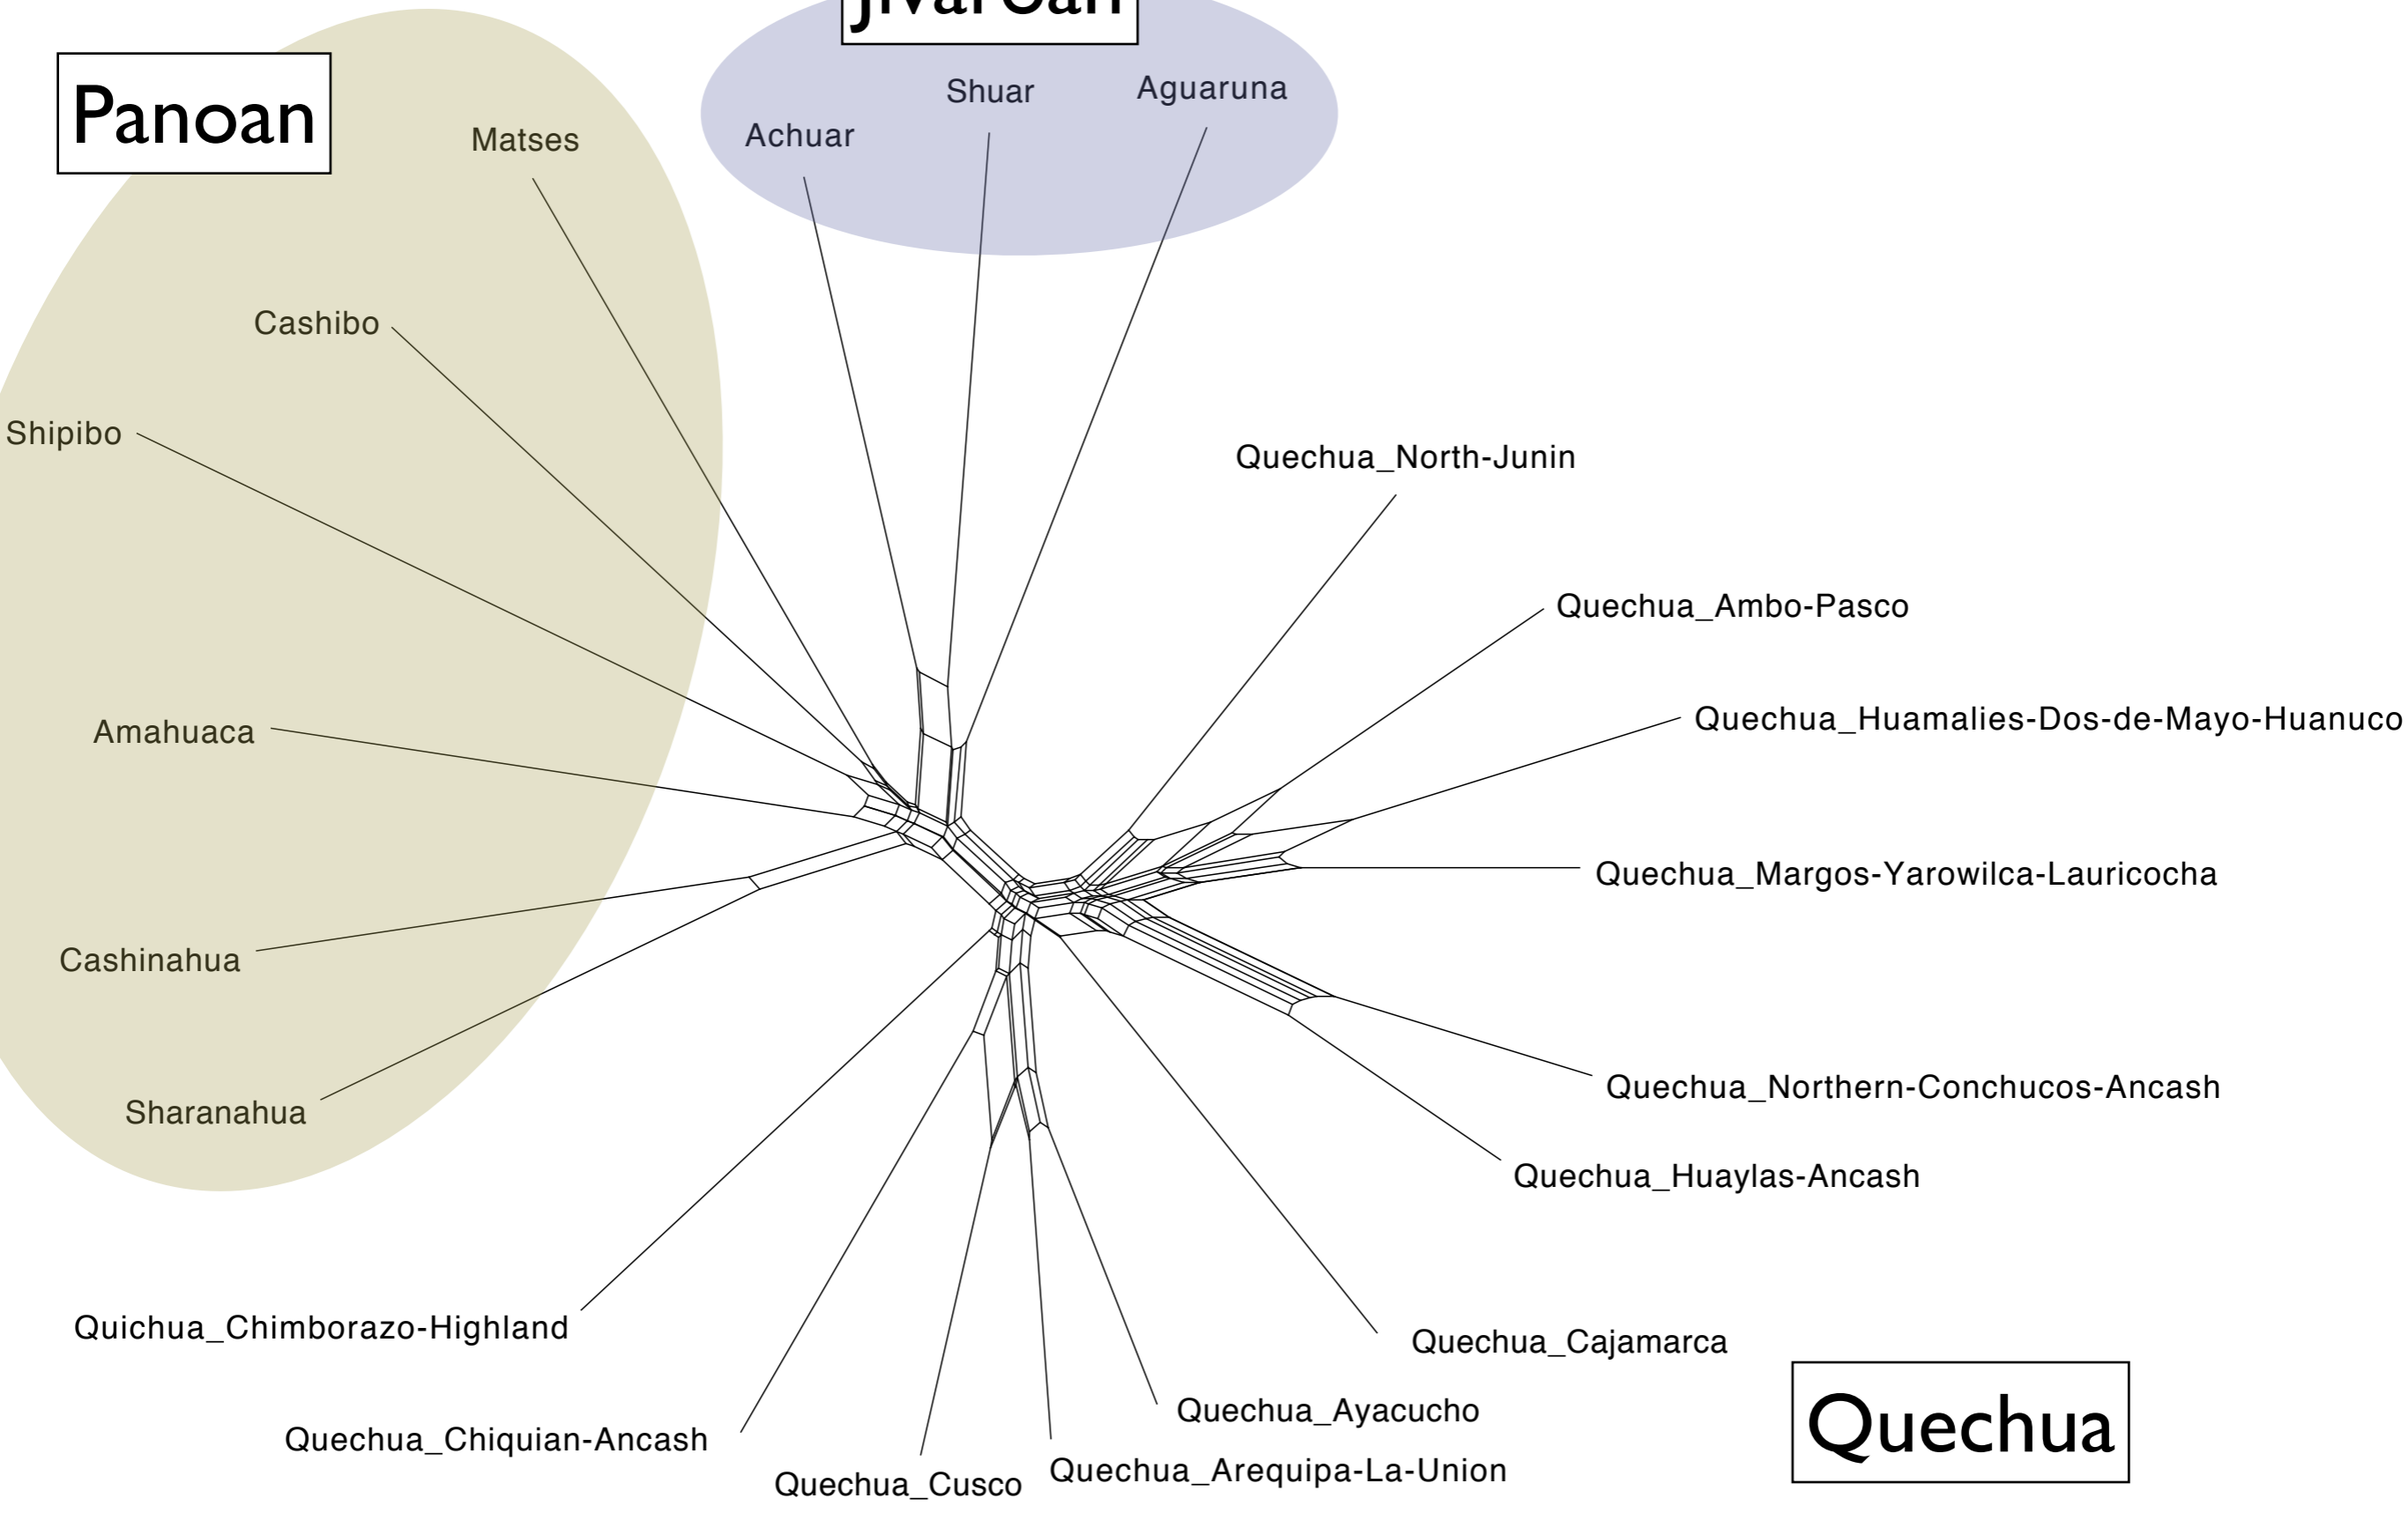 Jivaroan
Panoan
Shuar
Aguaruna
Achuar
Matses
Cashibo
Shipibo
Quechua_North-Junin
Quechua_Ambo-Pasco
Quechua_Huamalies-Dos-de-Mayo-Huanuco
Amahuaca
Quechua_Margos-Yarowilca-Lauricocha
Cashinahua
Quechua_Northern-Conchucos-Ancash
Sharanahua
Quechua_Huaylas-Ancash
Quichua_Chimborazo-Highland
Quechua_Cajamarca
Quechua_Ayacucho
Quechua
Quechua_Chiquian-Ancash
Quechua_Arequipa-La-Union
Quechua_Cusco